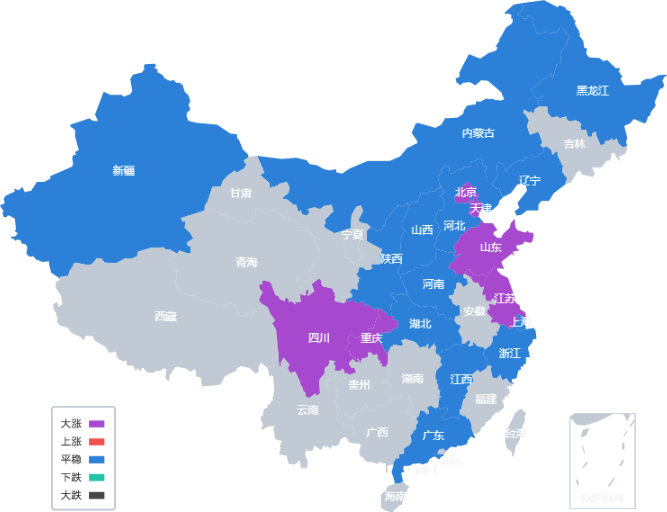 黑龙江
内蒙古
吉林
新疆
辽宁
北京
甘肃
天津
河北
山西
宁夏
山东
陕西
青海
河南
江苏
安徽
西藏
上海
湖北
四川
重庆
浙江
江西
湖南
贵州
福建
云南
广西
广东
台湾
海南
大涨
上涨
平稳
下跌
大跌